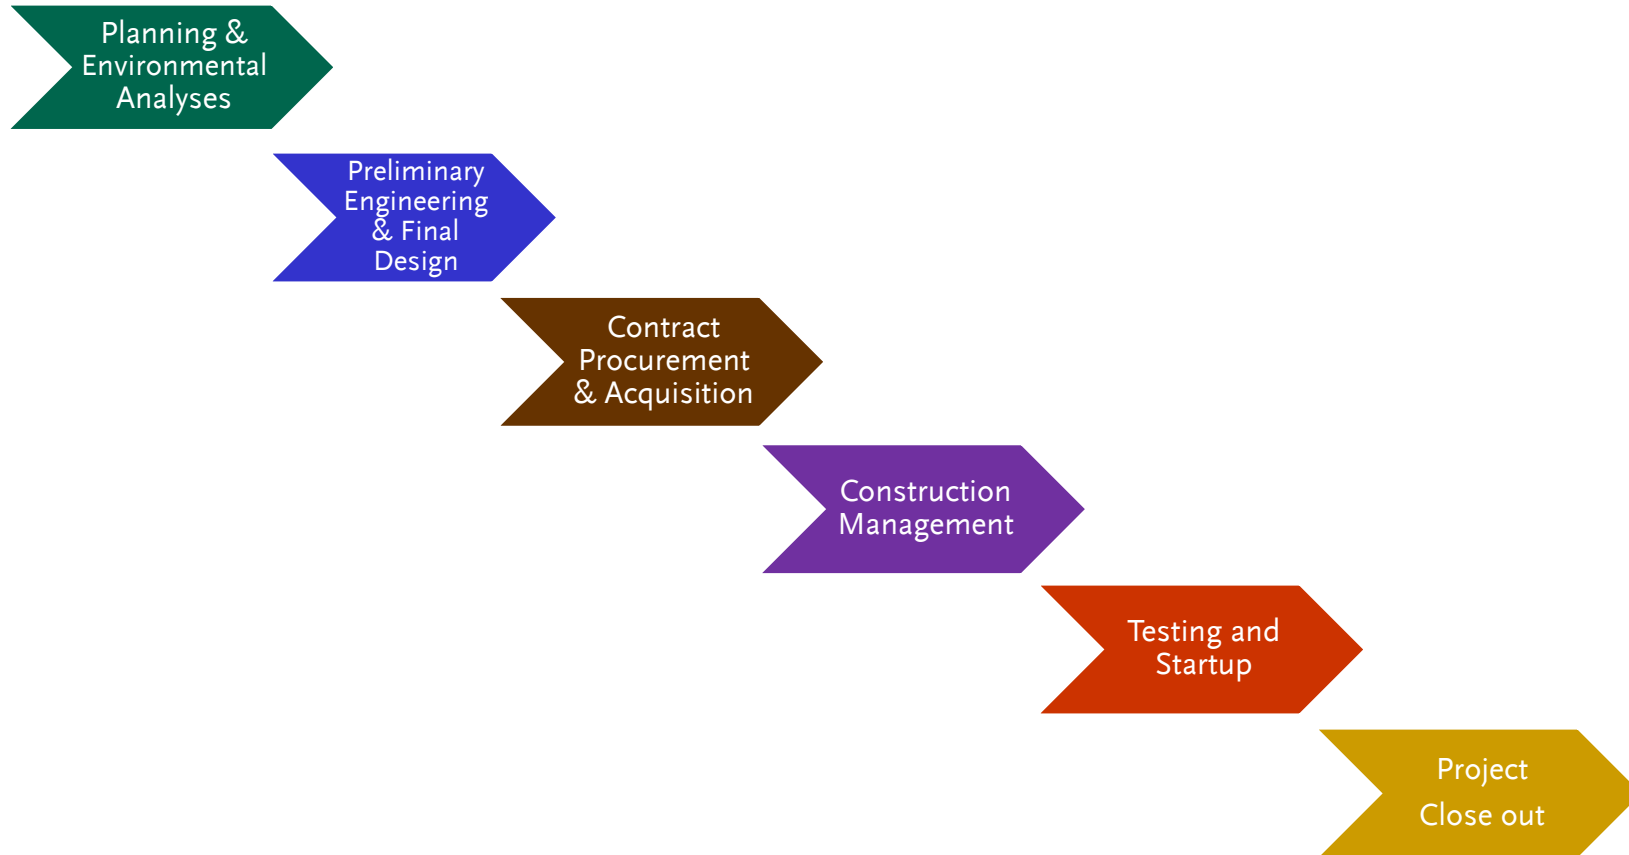 Planning &
Environmental
Analyses
Preliminary
Engineering
& Final
Design
Contract
Procurement
& Acquisition
Construction
Management
Testing and
Startup
Project
Close out